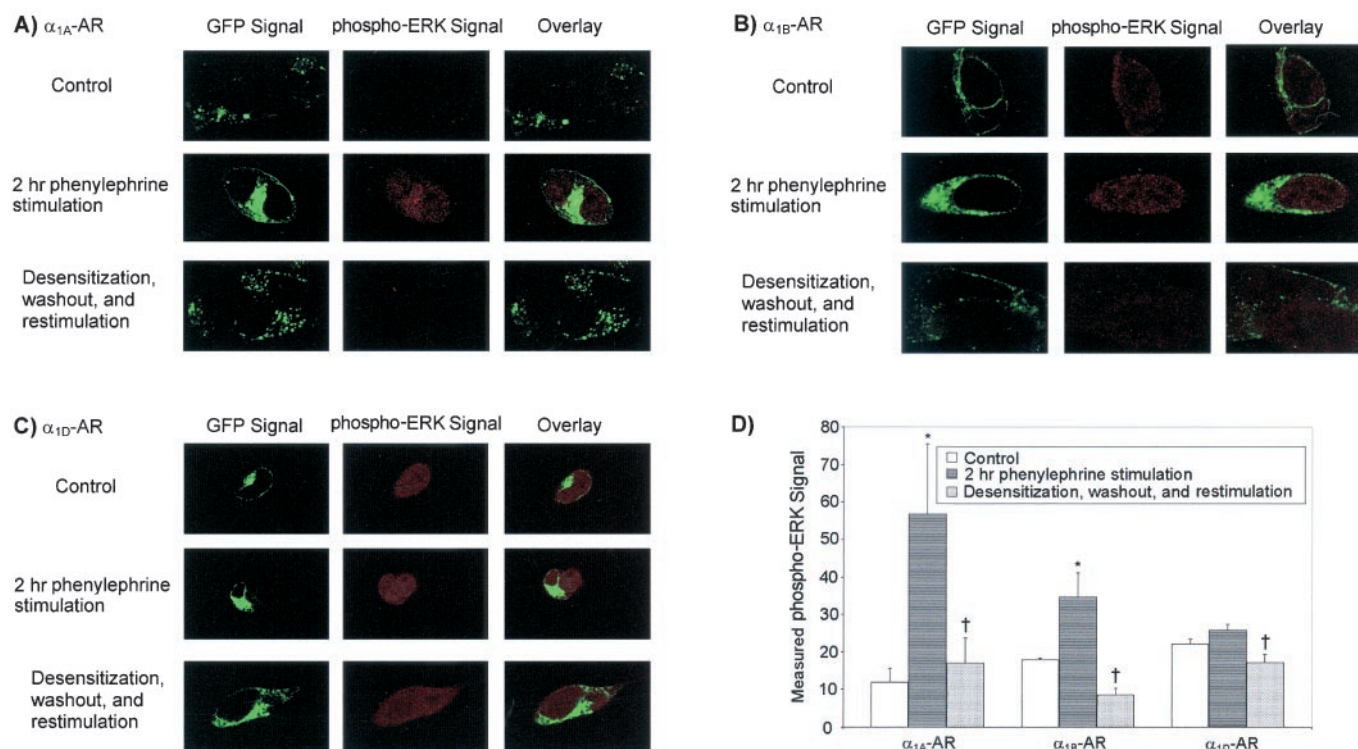 A) α1A-AR
GFP Signal phospho-ERK Signal Overlay
Control
2 hr phenylephrine
stimulation
Desensitization,
washout, and
restimulation
B) α1B-AR
GFP Signal phospho-ERK Signal Overlay
Control
2 hr phenylephrine
stimulation
Desensitization,
washout, and
restimulation
C) α1D-AR
GFP Signal phospho-ERK Signal Overlay
Control
2 hr phenylephrine
stimulation
Desensitization,
washout, and
restimulation
D)
Measured phospho-ERK Signal
80
70
60
50
40
30
20
10
0
Control
2 hr phenylephrine stimulation
Desensitization, washout, and restimulation
* † * † †
α1A-AR α1B-AR α1D-AR